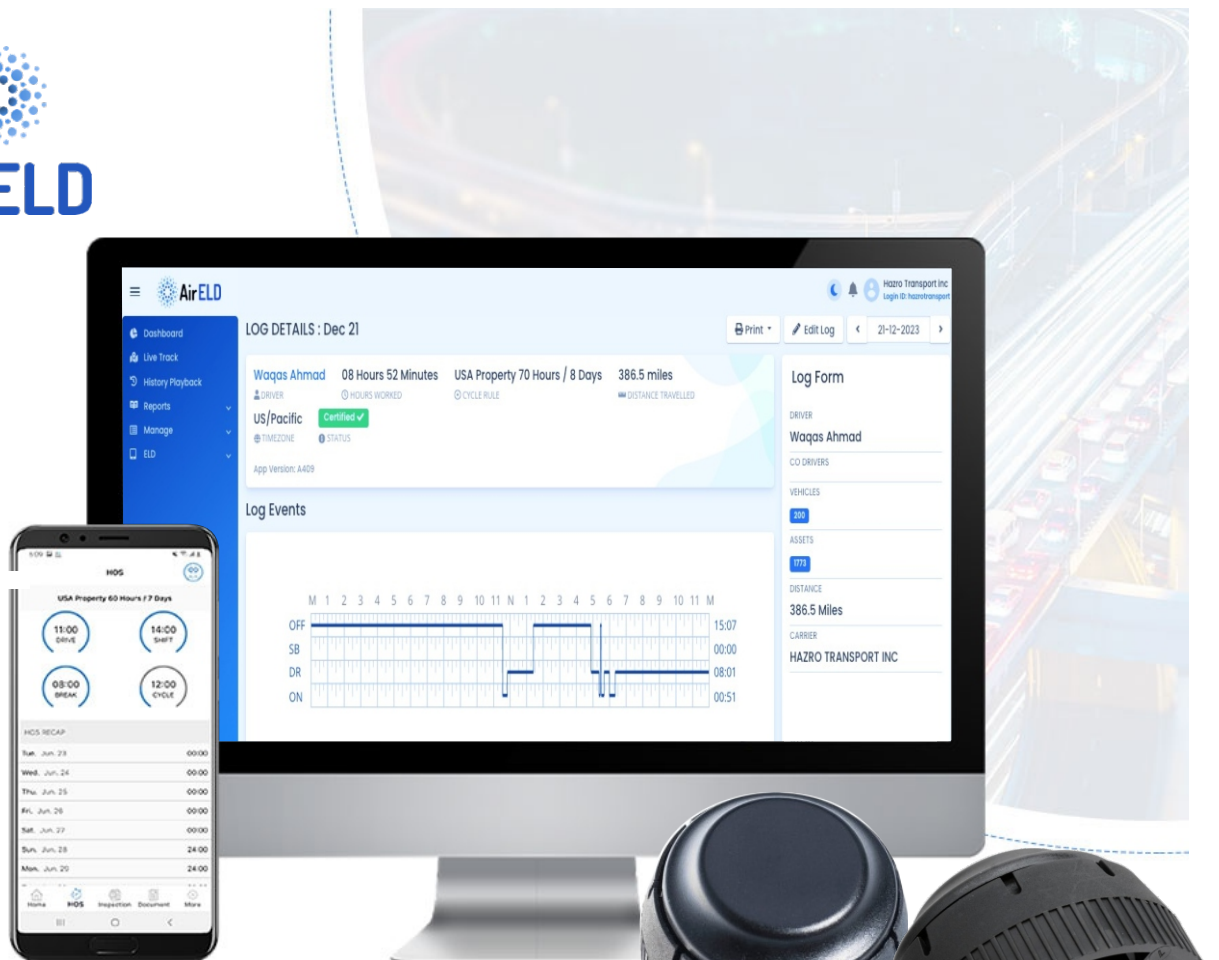 ELD
AirELD
Hazro Transport Inc
Login ID: hazrotransport
Dashboard
Live Track
History Playback
Reports
Manage
ELD
LOG DETAILS : Dec 21
Print
Edit Log
21-12-2023
Waqas Ahmad
DRIVER
08 Hours 52 Minutes
HOURS WORKED
USA Property 70 Hours / 8 Days
CYCLE RULE
386.5 miles
DISTANCE TRAVELLED
US/Pacific
TIMEZONE
Certified
STATUS
App Version: A409
Log Events
M 1 2 3 4 5 6 7 8 9 10 11 N 1 2 3 4 5 6 7 8 9 10 11 M
OFF 15:07
SB 00:00
DR 08:01
ON 00:51
Log Form
DRIVER
Waqas Ahmad
CO DRIVERS
VEHICLES
200
ASSETS
1773
DISTANCE
386.5 Miles
CARRIER
HAZRO TRANSPORT INC
5:09
HOS
USA Property 60 Hours / 7 Days
11:00
DRIVE
14:00
SHIFT
08:00
BREAK
12:00
CYCLE
HOS RECAP
Tue, Jun, 23 00:00
Wed, Jun, 24 00:00
Thu, Jun, 25 00:00
Fri, Jun, 26 00:00
Sat, Jun, 27 00:00
Sun, Jun, 28 24:00
Mon, Jun, 29 24:00
Home HOS Inspection Document More